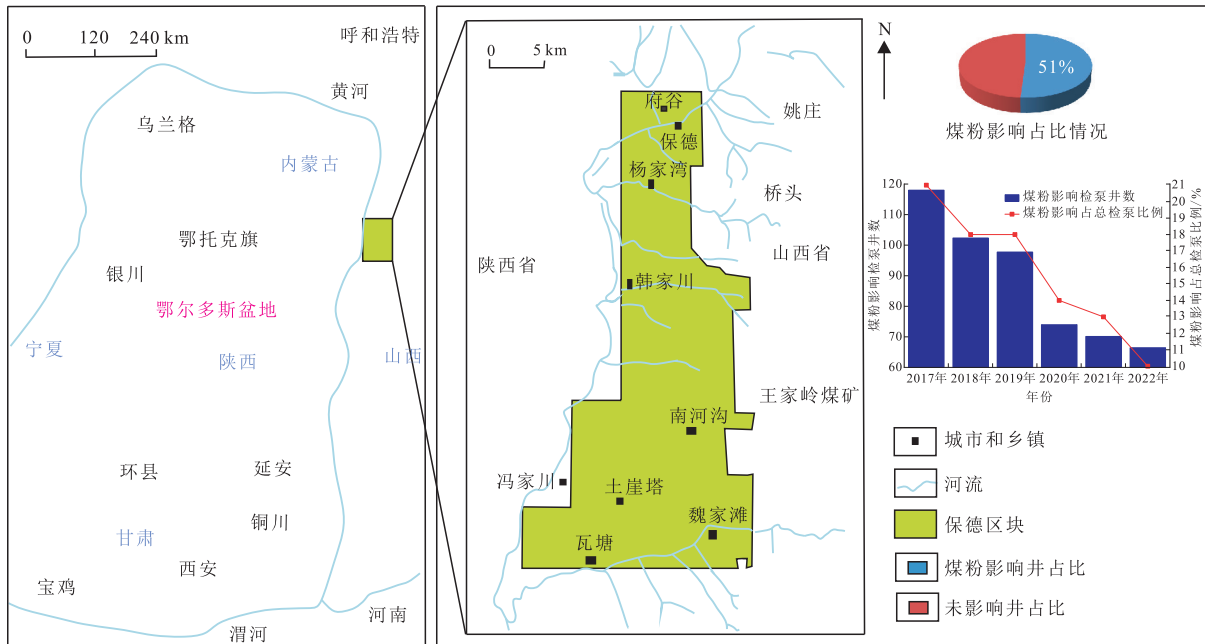 0 120 240 km
呼和浩特
黄河
乌兰格
内蒙古
鄂托克旗
银川
鄂尔多斯盆地
宁夏
陕西
山西
环县
延安
甘肃
铜川
西安
宝鸡
河南
渭河
0 5 km
府谷
保德
姚庄
杨家湾
桥头
陕西省
山西省
韩家川
王家岭煤矿
南河沟
冯家川
土崖塔
魏家滩
瓦塘
N
51%
煤粉影响占比情况
煤粉影响检泵井数
煤粉影响占总检泵比例
煤粉影响检泵井数
120
110
100
90
80
70
60
21
20
19
18
17
16
15
14
13
12
11
10
煤粉影响占总检泵比例/%
2017年 2018年 2019年 2020年 2021年 2022年
年份
城市和乡镇
河流
保德区块
煤粉影响井占比
未影响井占比